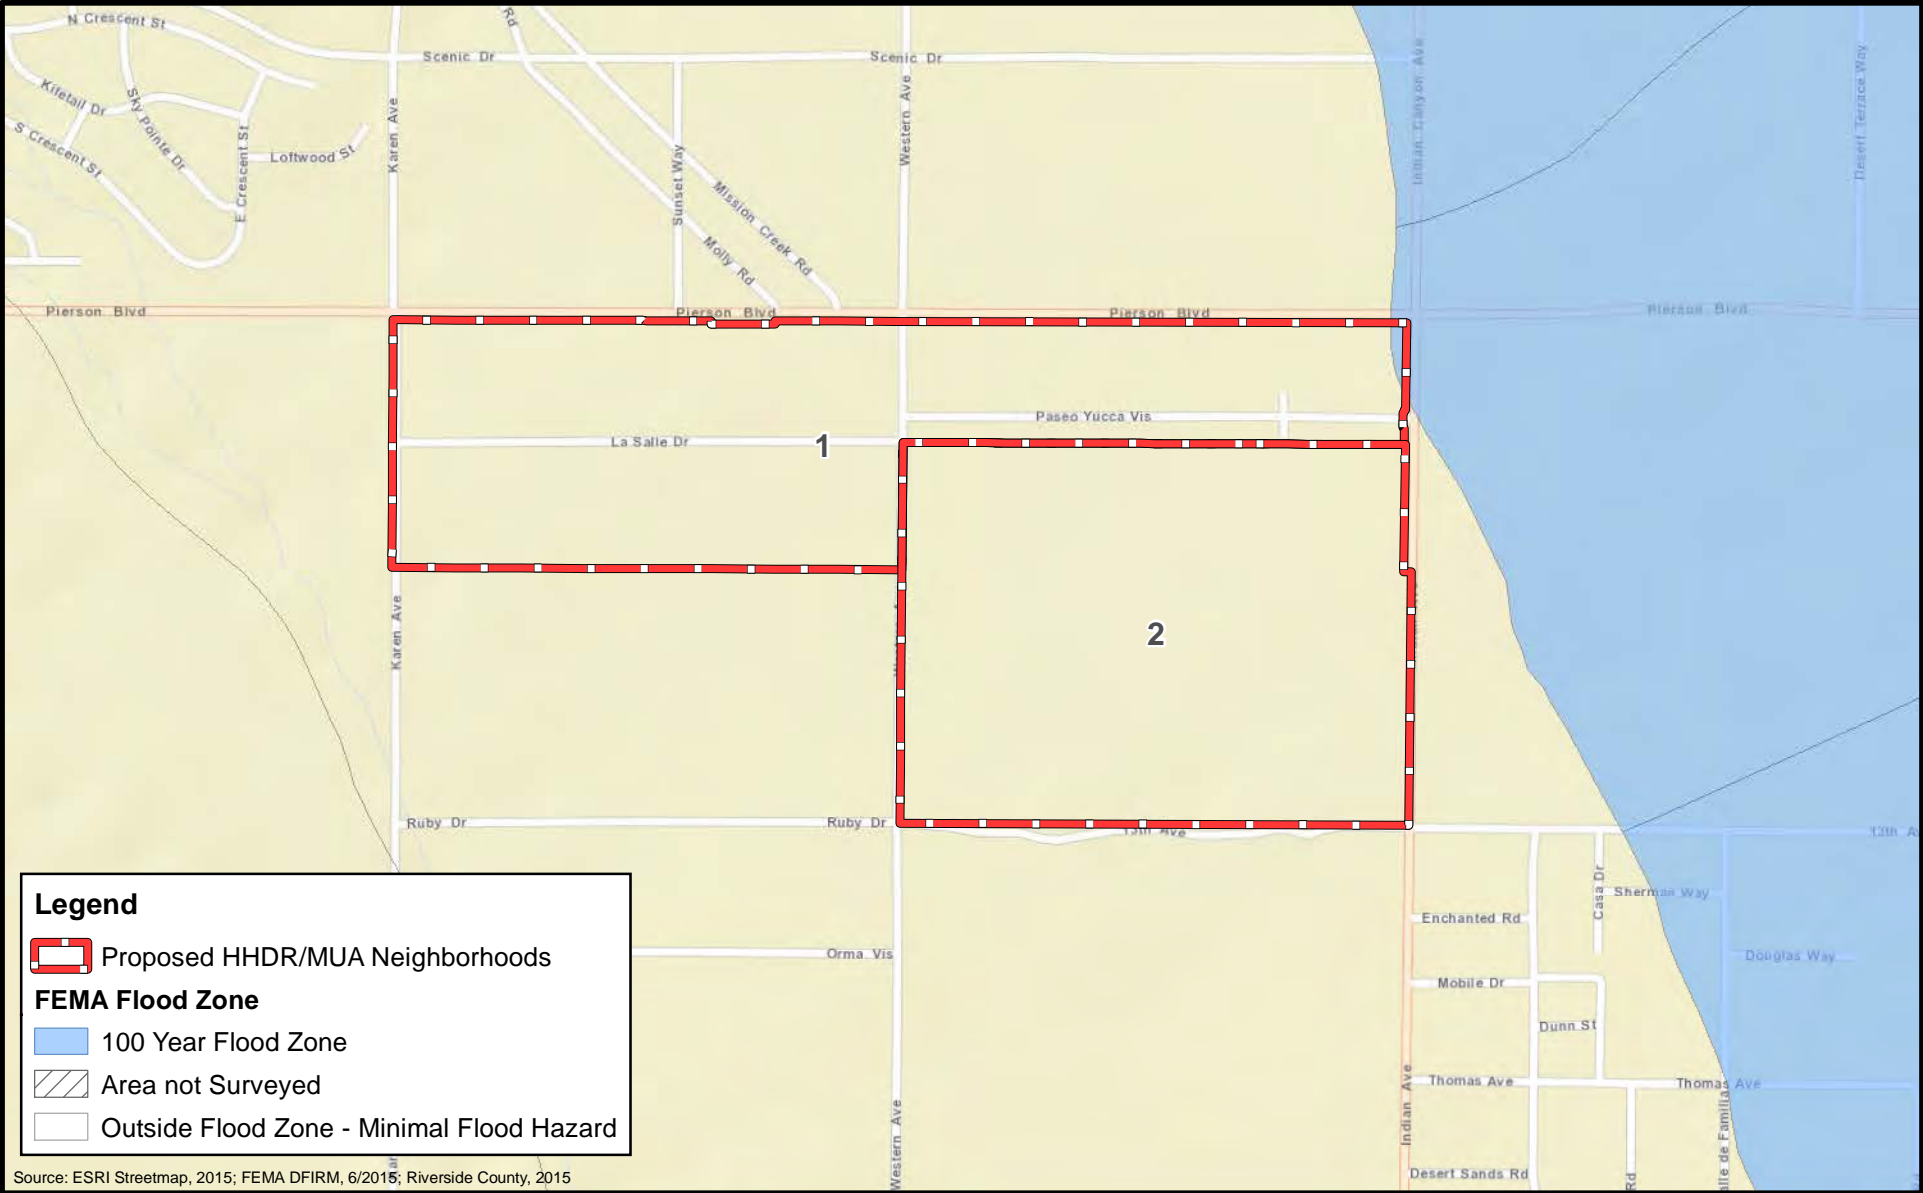 N Crescent St
Scenic Dr
Scenic Dr
Rd
Kifetail Dr
Sky Pointe Dr
S Crescent St
E Crescent St
Loftwood St
Karen Ave
Sunset Way
Western Ave
Mission Creek Rd
Molly Rd
Indian Canyon Ave
Desert Terrace Way
Pierson Blvd
Pierson Blvd
Pierson Blvd
Pierson Blvd
Paseo Yucca Vis
La Salle Dr
1
2
Karen Ave
Ruby Dr
Ruby Dr
13th Ave
Orma Vis
Western Ave
Indian Ave
Casa Dr
Sherman Way
Enchanted Rd
Douglas Way
Mobile Dr
Dunn St
Thomas Ave
Thomas Ave
Desert Sands Rd
Rd
Legend
Proposed HHDR/MUA Neighborhoods
FEMA Flood Zone
100 Year Flood Zone
Area not Surveyed
Outside Flood Zone - Minimal Flood Hazard
Source: ESRI Streetmap, 2015; FEMA DFIRM, 6/2015; Riverside County, 2015